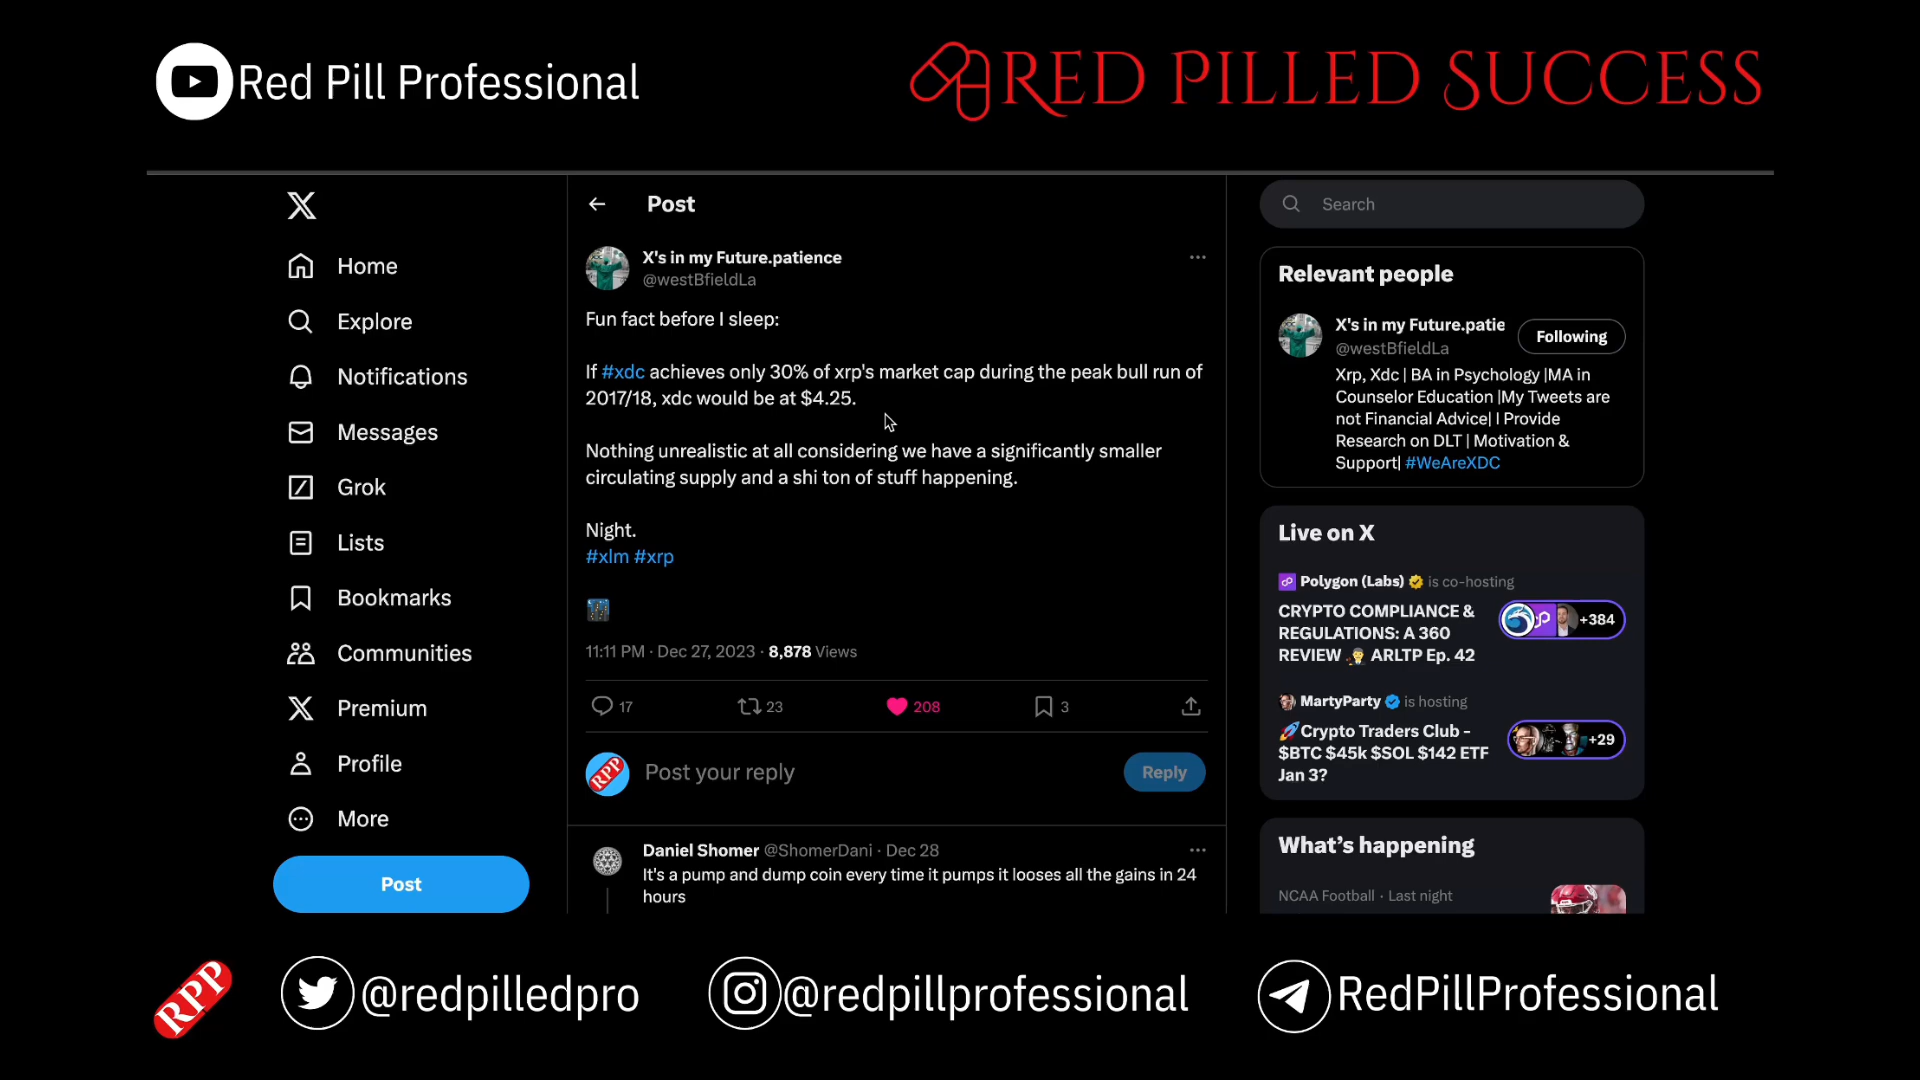 Red Pill Professional
RED PILLED SUCCESS
Home
Explore
Notifications
Messages
Grok
Lists
Bookmarks
Communities
Premium
Profile
More
Post
Post
X's in my Future.patience
@westBfieldLa
Fun fact before I sleep:
If #xdc achieves only 30% of xrp's market cap during the peak bull run of
2017/18, xdc would be at $4.25.
Nothing unrealistic at all considering we have a significantly smaller
circulating supply and a shi ton of stuff happening.
Night.
#xlm #xrp
11:11 PM · Dec 27, 2023 · 8,878 Views
17 23 208 3
RPP
Post your reply
Reply
Daniel Shomer @ShomerDani · Dec 28
It's a pump and dump coin every time it pumps it looses all the gains in 24
hours
Search
Relevant people
X's in my Future.patie
@westBfieldLa
Following
Xrp, Xdc | BA in Psychology |MA in
Counselor Education |My Tweets are
not Financial Advice| I Provide
Research on DLT | Motivation &
Support| #WeAreXDC
Live on X
Polygon (Labs) is co-hosting
CRYPTO COMPLIANCE &
REGULATIONS: A 360
REVIEW ARLTP Ep. 42
+384
MartyParty is hosting
Crypto Traders Club -
$BTC $45k $SOL $142 ETF
Jan 3?
+29
What's happening
NCAA Football · Last night
RPP
@redpilledpro
@redpillprofessional
RedPillProfessional